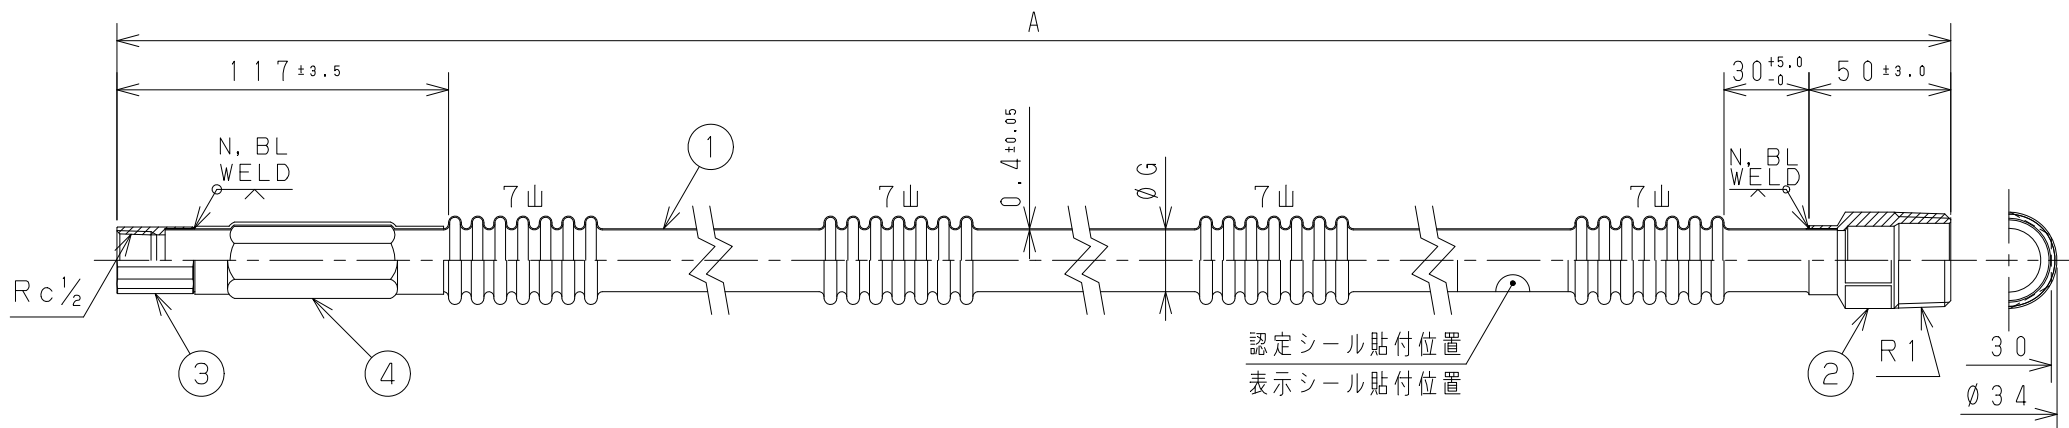 A
117±3.5
30+5.0 -0
50±3.0
N, BL
WELD
1
0.4±0.05
ØG
N, BL
WELD
7山
7山
7山
7山
Rc½
認定シール貼付位置
表示シール貼付位置
3
4
2
R1
30
Ø34